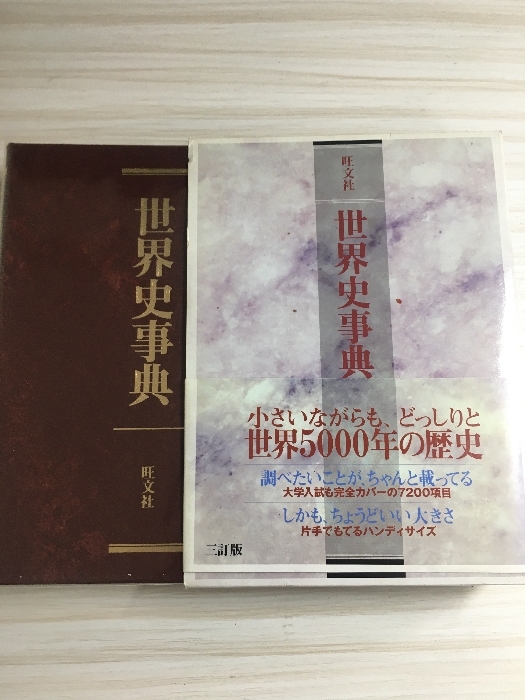 世界史事典
旺文社
旺文社
世界史事典
小さいながらも、どっしりと
世界5000年の歴史
調べたいことが、ちゃんと載ってる
大学入試も完全カバーの7200項目
しかも、ちょうどいい大きさ
片手でもてるハンディサイズ
三訂版